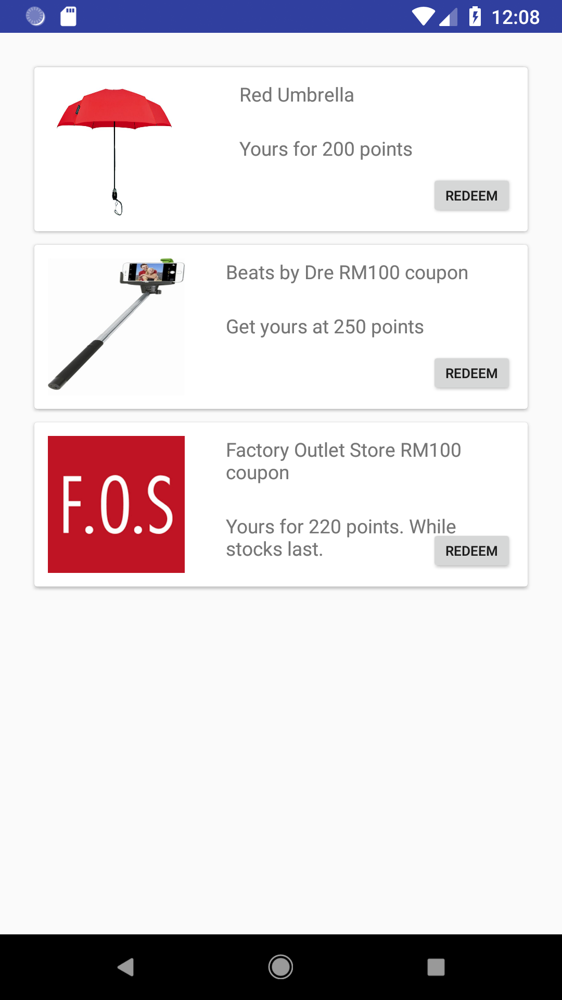 12:08
Red Umbrella
Yours for 200 points
REDEEM
Beats by Dre RM100 coupon
Get yours at 250 points
REDEEM
F.O.S
Factory Outlet Store RM100
coupon
Yours for 220 points. While
stocks last.
REDEEM